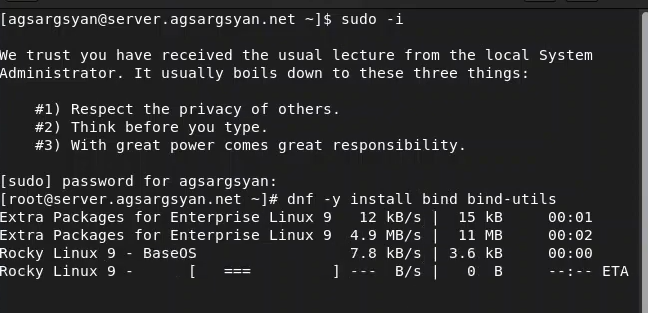 [agsargsyan@server.agsargsyan.net ~]$ sudo -i

We trust you have received the usual lecture from the local System
Administrator. It usually boils down to these three things:

    #1) Respect the privacy of others.
    #2) Think before you type.
    #3) With great power comes great responsibility.

[sudo] password for agsargsyan:
[root@server.agsargsyan.net ~]# dnf -y install bind bind-utils
Extra Packages for Enterprise Linux 9   12 kB/s |  15 kB     00:01
Extra Packages for Enterprise Linux 9  4.9 MB/s |  11 MB     00:02
Rocky Linux 9 - BaseOS                 7.8 kB/s | 3.6 kB     00:00
Rocky Linux 9 -      [   ===         ] ---  B/s |   0  B     --:-- ETA